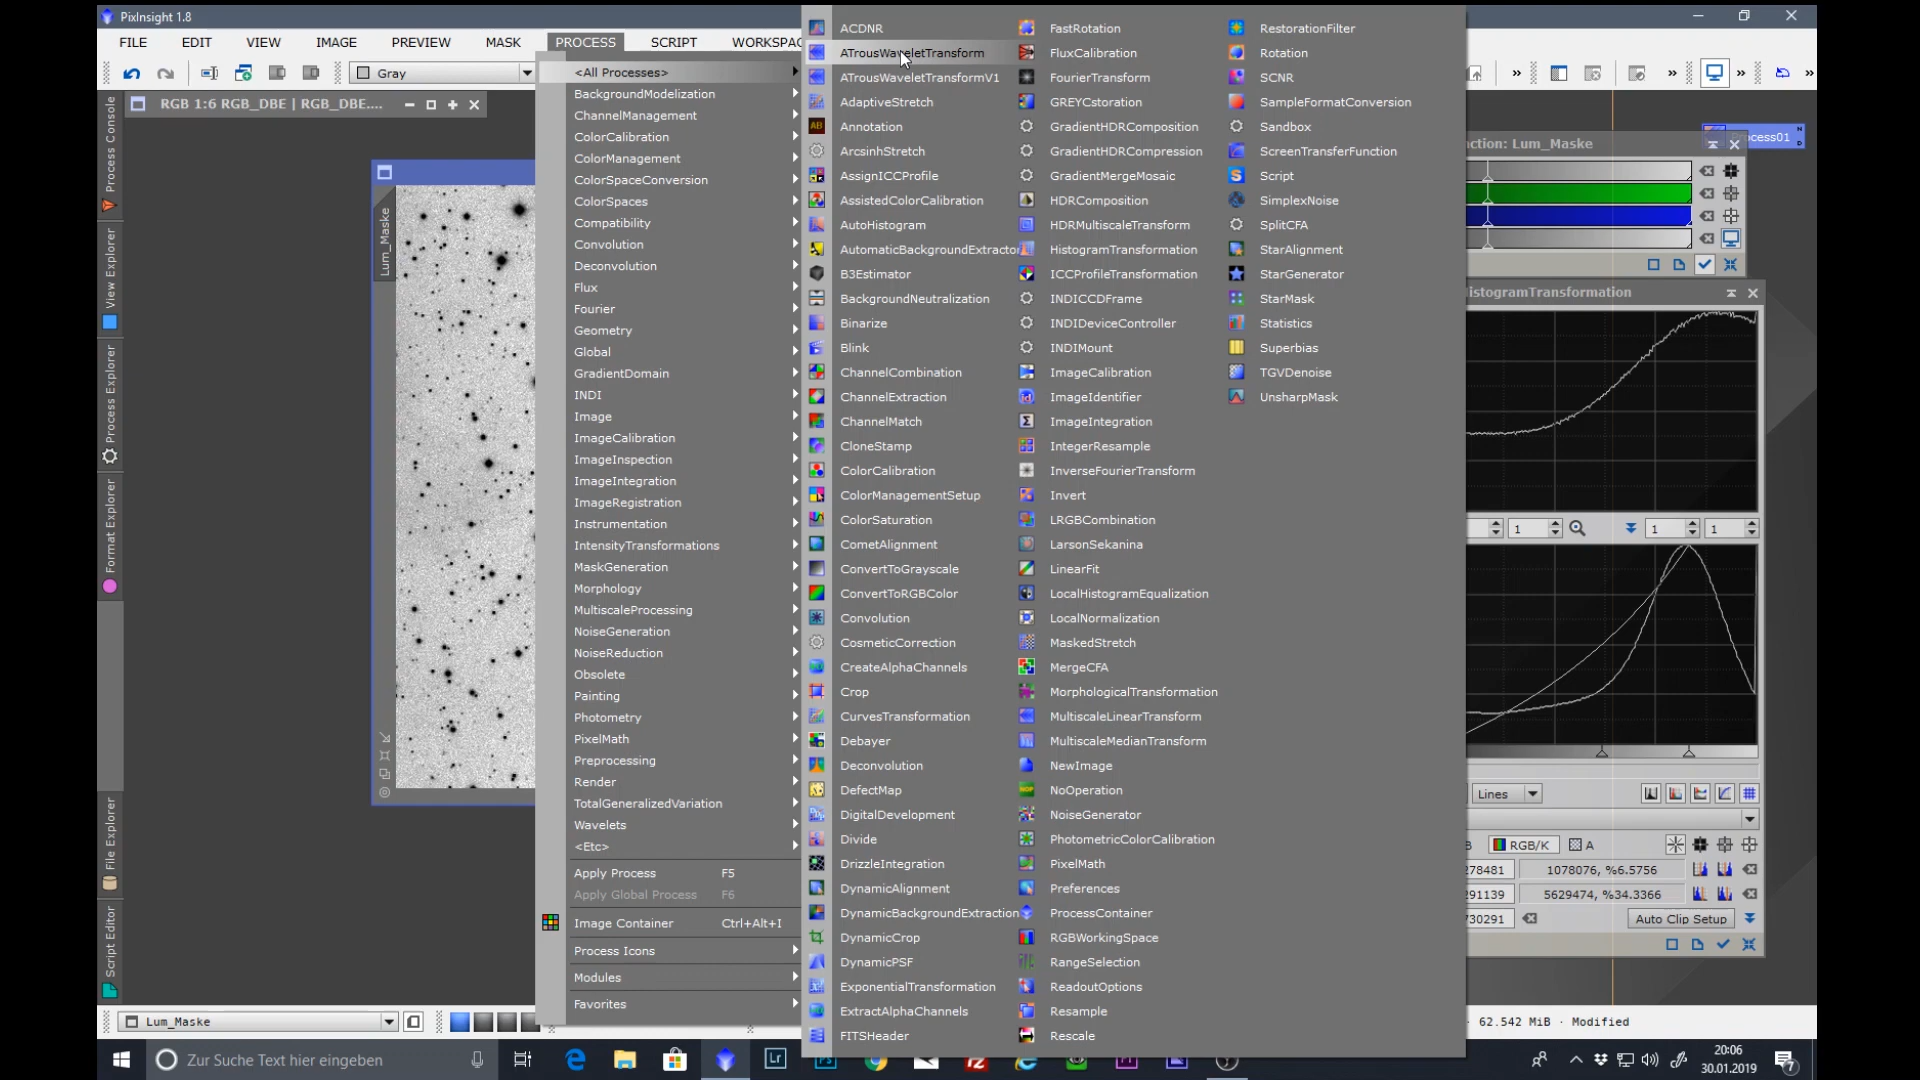 PixInsight 1.8
FILE EDIT VIEW IMAGE PREVIEW MASK PROCESS SCRIPT WORKSPAC
Gray
RGB 1:6 RGB_DBE | RGB_DBE....
Process Console
View Explorer
Process Explorer
Format Explorer
File Explorer
Script Editor
Lum_Maske
<All Processes>
BackgroundModelization
ChannelManagement
ColorCalibration
ColorManagement
ColorSpaceConversion
ColorSpaces
Compatibility
Convolution
Deconvolution
Flux
Fourier
Geometry
Global
GradientDomain
INDI
Image
ImageCalibration
ImageInspection
ImageIntegration
ImageRegistration
Instrumentation
IntensityTransformations
MaskGeneration
Morphology
MultiscaleProcessing
NoiseGeneration
NoiseReduction
Obsolete
Painting
Photometry
PixelMath
Preprocessing
Render
TotalGeneralizedVariation
Wavelets
<Etc>
Apply Process F5
Apply Global Process F6
Image Container Ctrl+Alt+I
Process Icons
Modules
Favorites
ACDNR
ATrousWaveletTransform
ATrousWaveletTransformV1
AdaptiveStretch
Annotation
ArcsinhStretch
AssignICCProfile
AssistedColorCalibration
AutoHistogram
AutomaticBackgroundExtractor
B3Estimator
BackgroundNeutralization
Binarize
Blink
ChannelCombination
ChannelExtraction
ChannelMatch
CloneStamp
ColorCalibration
ColorManagementSetup
ColorSaturation
CometAlignment
ConvertToGrayscale
ConvertToRGBColor
Convolution
CosmeticCorrection
CreateAlphaChannels
Crop
CurvesTransformation
Debayer
Deconvolution
DefectMap
DigitalDevelopment
Divide
DrizzleIntegration
DynamicAlignment
DynamicBackgroundExtraction
DynamicCrop
DynamicPSF
ExponentialTransformation
ExtractAlphaChannels
FITSHeader
FastRotation
FluxCalibration
FourierTransform
GREYCstoration
GradientHDRComposition
GradientHDRCompression
GradientMergeMosaic
HDRComposition
HDRMultiscaleTransform
HistogramTransformation
ICCProfileTransformation
INDICCDFrame
INDIDeviceController
INDIMount
ImageCalibration
ImageIdentifier
ImageIntegration
IntegerResample
InverseFourierTransform
Invert
LRGBCombination
LarsonSekanina
LinearFit
LocalHistogramEqualization
LocalNormalization
MaskedStretch
MergeCFA
MorphologicalTransformation
MultiscaleLinearTransform
MultiscaleMedianTransform
NewImage
NoOperation
NoiseGenerator
PhotometricColorCalibration
PixelMath
Preferences
ProcessContainer
RGBWorkingSpace
RangeSelection
ReadoutOptions
Resample
Rescale
RestorationFilter
Rotation
SCNR
SampleFormatConversion
Sandbox
ScreenTransferFunction
Script
SimplexNoise
SplitCFA
StarAlignment
StarGenerator
StarMask
Statistics
Superbias
TGVDenoise
UnsharpMask
ocess01
nction: Lum_Maske
istogramTransformation
1 1 1
Lines
B RGB/K A
278481 1078076, %6.5756
291139 5629474, %34.3366
730291 Auto Clip Setup
Lum_Maske
· 62.542 MiB · Modified
Zur Suche Text hier eingeben
20:06
30.01.2019
7